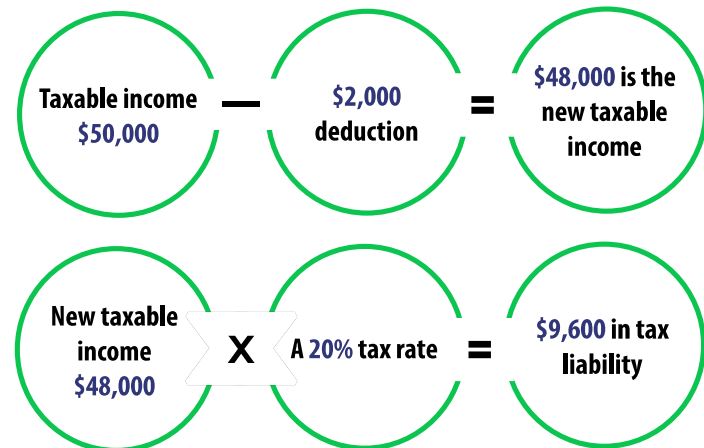 Taxable income
$50,000
—
$2,000
deduction
=
$48,000 is the
new taxable
income
New taxable
income
$48,000
X
A 20% tax rate
=
$9,600 in tax
liability